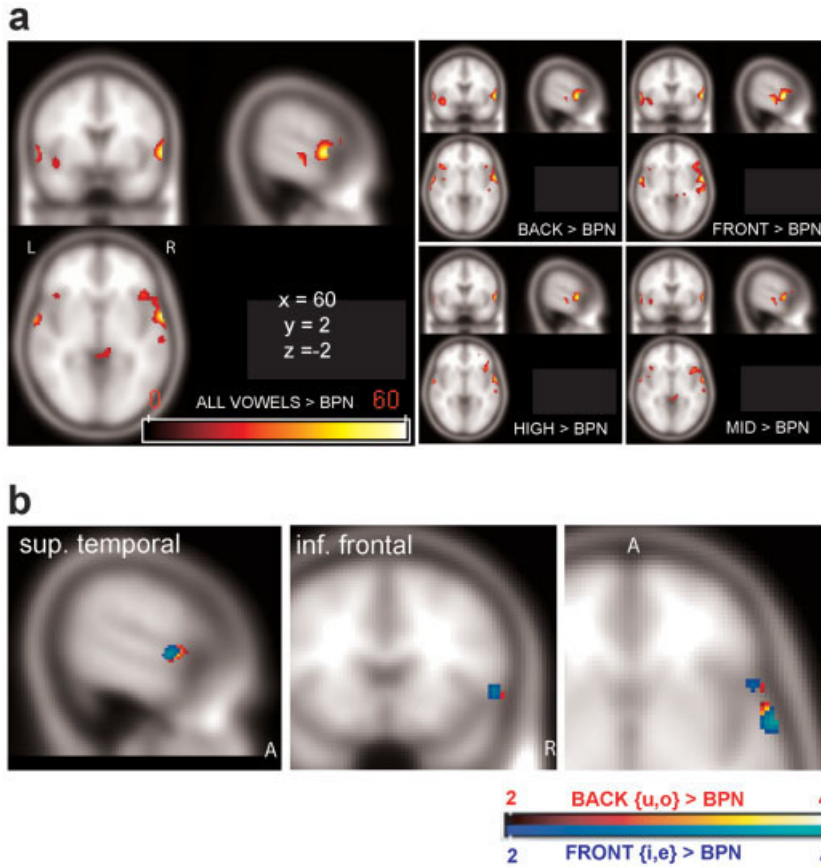 a
BACK > BPN
FRONT > BPN
L
R
x = 60
y = 2
z =-2
0 ALL VOWELS > BPN 60
HIGH > BPN
MID > BPN
b
sup. temporal
inf. frontal
A
A
R
2 BACK {u,o} > BPN 4
2 FRONT {i,e} > BPN